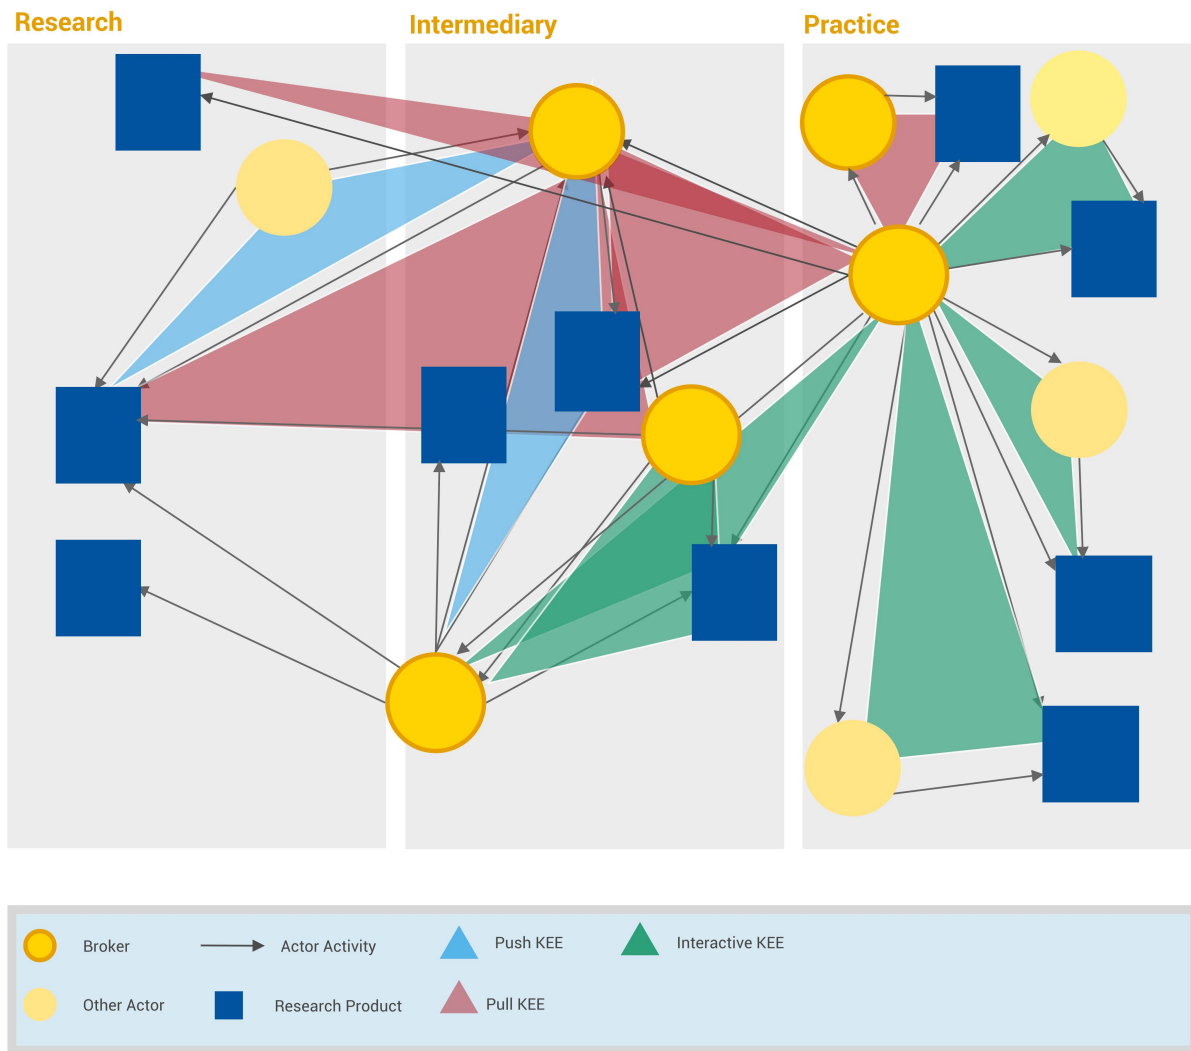 Research
Intermediary
Practice
Broker
Actor Activity
Push KEE
Interactive KEE
Other Actor
Research Product
Pull KEE